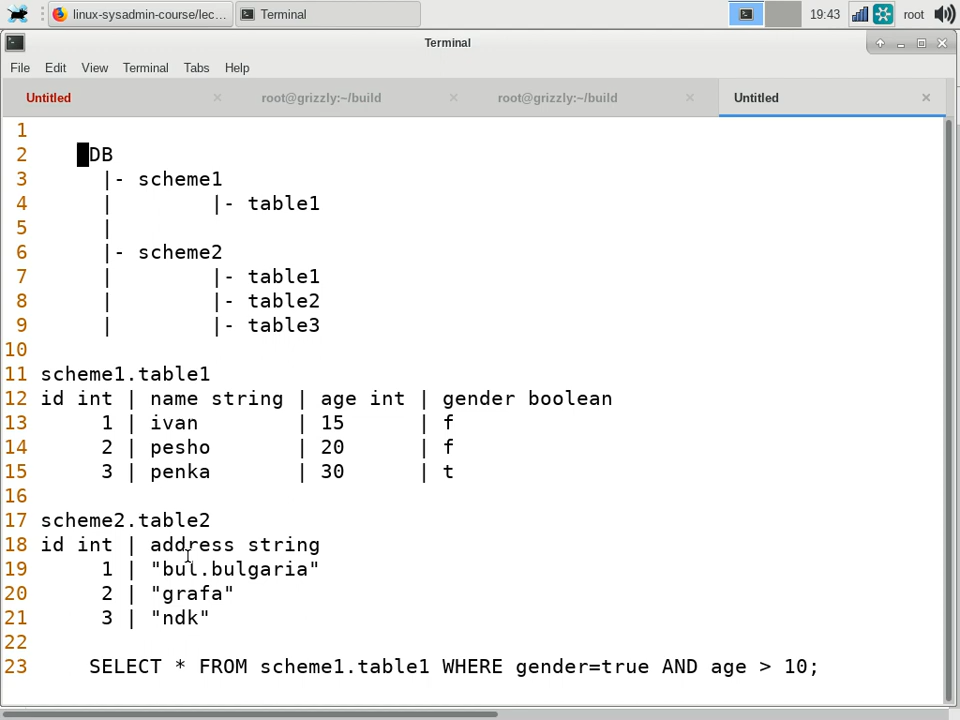 linux-sysadmin-course/lec... Terminal 19:43 root
Terminal
File Edit View Terminal Tabs Help
Untitled root@grizzly:~/build root@grizzly:~/build Untitled
1
2 DB
3 |- scheme1
4 | |- table1
5 |
6 |- scheme2
7 | |- table1
8 | |- table2
9 | |- table3
10
11 scheme1.table1
12 id int | name string | age int | gender boolean
13 1 | ivan | 15 | f
14 2 | pesho | 20 | f
15 3 | penka | 30 | t
16
17 scheme2.table2
18 id int | address string
19 1 | "bul.bulgaria"
20 2 | "grafa"
21 3 | "ndk"
22
23 SELECT * FROM scheme1.table1 WHERE gender=true AND age > 10;